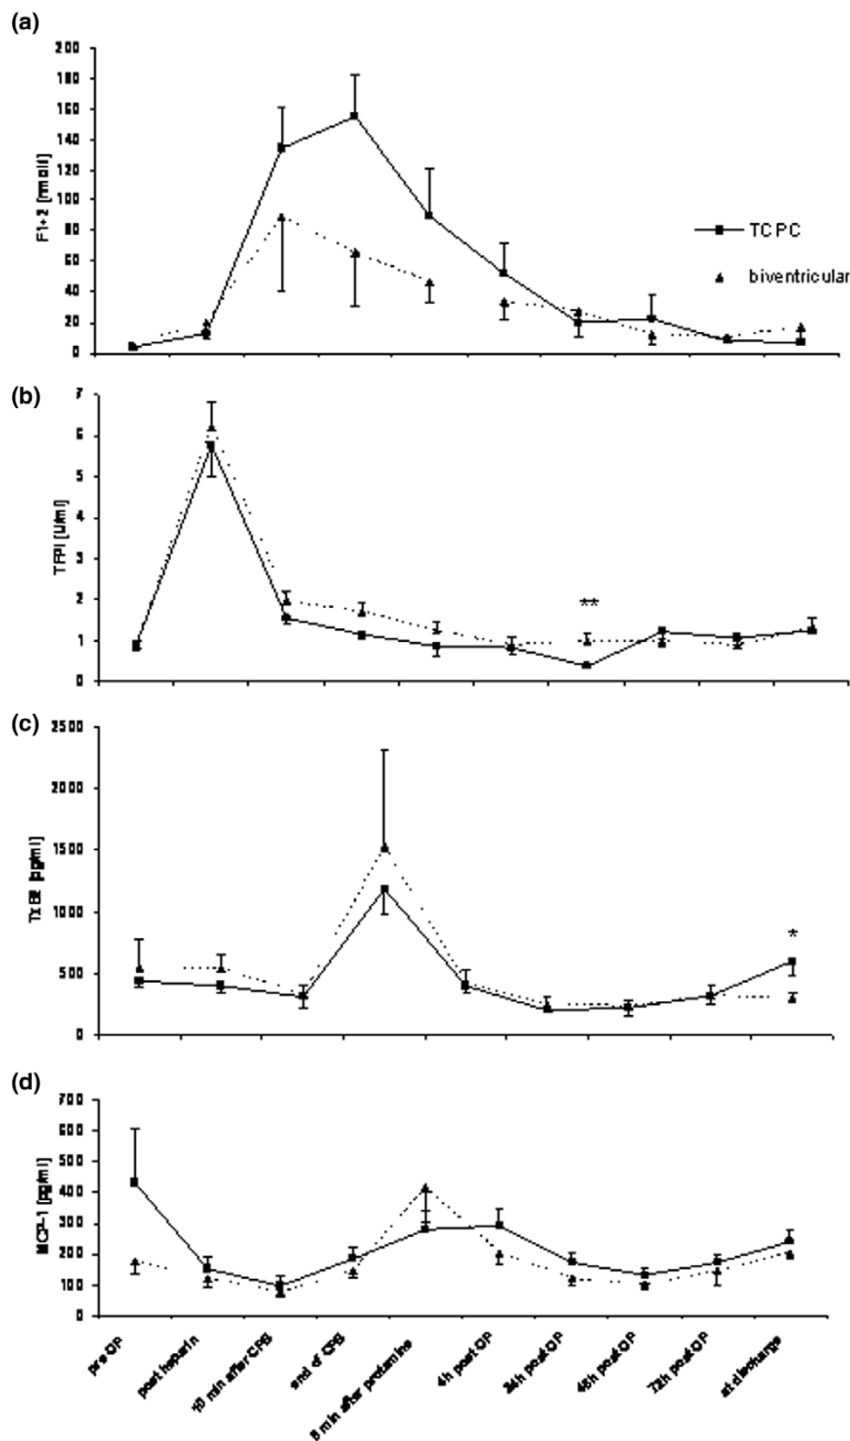 (a)
200
180
160
140
120
100
80
60
40
20
0
F1+2 [nmol/l]
TCPC
biventricular
(b)
7
6
5
4
3
2
1
0
TFPI [U/ml]
**
(c)
2500
2000
1500
1000
500
0
TxB2 [pg/ml]
*
(d)
700
600
500
400
300
200
100
0
MCP-1 [pg/ml]
pre OP
post heparin
10 min after CPB
end of CPB
5 min after protamine
4h post OP
24h post OP
48h post OP
72h post OP
at discharge